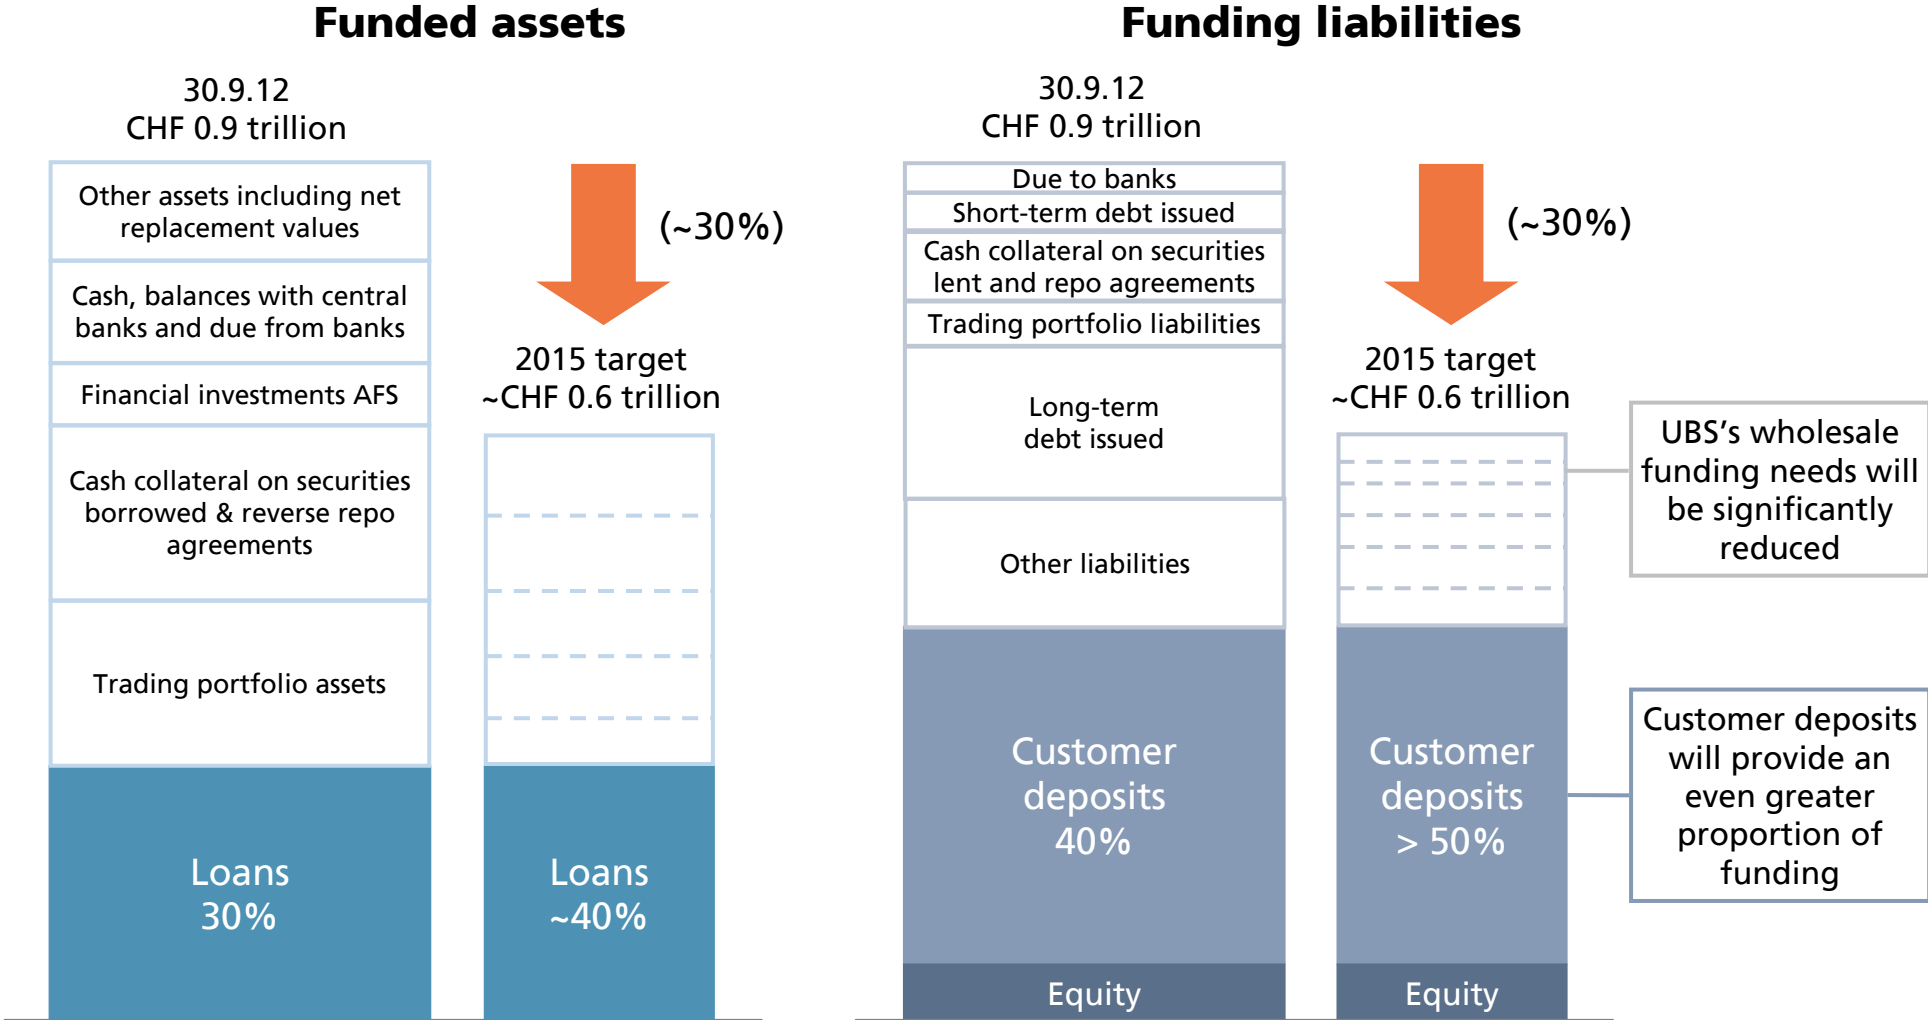 Funded assets
30.9.12
CHF 0.9 trillion
Other assets including net
replacement values
Cash, balances with central
banks and due from banks
Financial investments AFS
Cash collateral on securities
borrowed & reverse repo
agreements
Trading portfolio assets
Loans
30%
(~30%)
2015 target
~CHF 0.6 trillion
Loans
~40%
Funding liabilities
30.9.12
CHF 0.9 trillion
Due to banks
Short-term debt issued
Cash collateral on securities
lent and repo agreements
Trading portfolio liabilities
Long-term
debt issued
Other liabilities
Customer
deposits
40%
Equity
(~30%)
2015 target
~CHF 0.6 trillion
Customer
deposits
> 50%
Equity
UBS's wholesale
funding needs will
be significantly
reduced
Customer deposits
will provide an
even greater
proportion of
funding